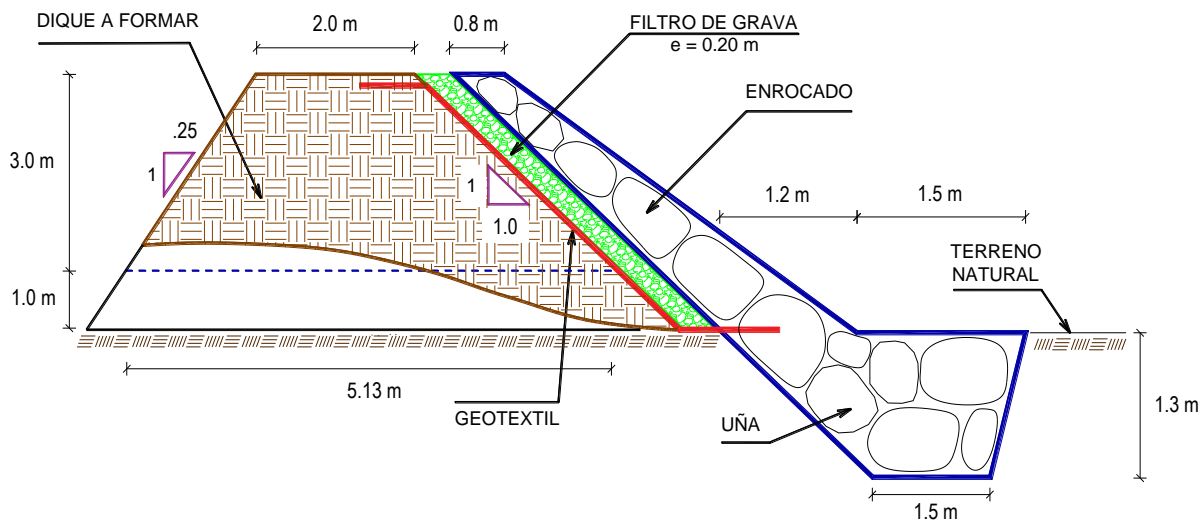 DIQUE A FORMAR
2.0 m
0.8 m
FILTRO DE GRAVA
e = 0.20 m
ENROCADO
.25
1
3.0 m
1
1.0
1.2 m
1.5 m
TERRENO
NATURAL
1.0 m
5.13 m
GEOTEXTIL
UÑA
1.3 m
1.5 m